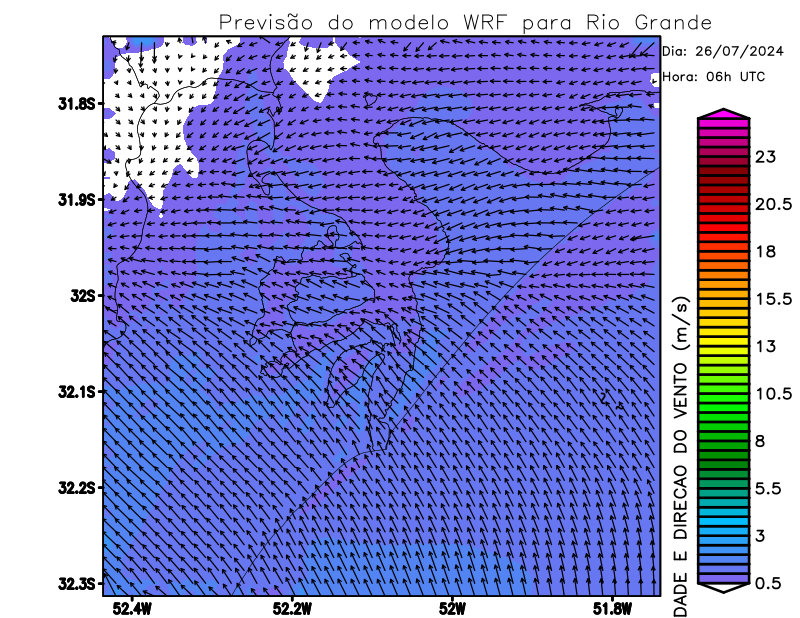 Previsão do modelo WRF para Rio Grande
Dia: 26/07/2024
Hora: 06h UTC
31.8S
31.9S
32S
32.1S
32.2S
32.3S
52.4W
52.2W
52W
51.8W
DADE E DIRECAO DO VENTO (m/s)
23
20.5
18
15.5
13
10.5
8
5.5
3
0.5